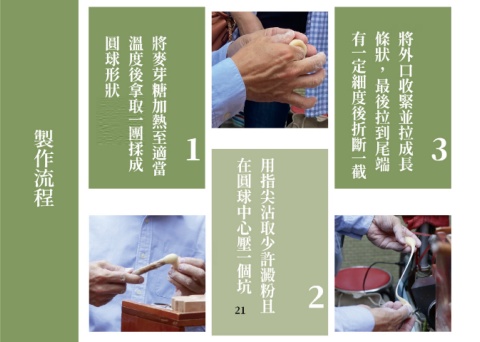 製作流程
將麥芽糖加熱至適當
溫度後拿取一團揉成
圓球形狀
1
用指尖沾取少許澱粉且
在圓球中心壓一個坑
21
2
將外口收緊並拉成長
條狀，最後拉到尾端
有一定細度後折斷一截
3